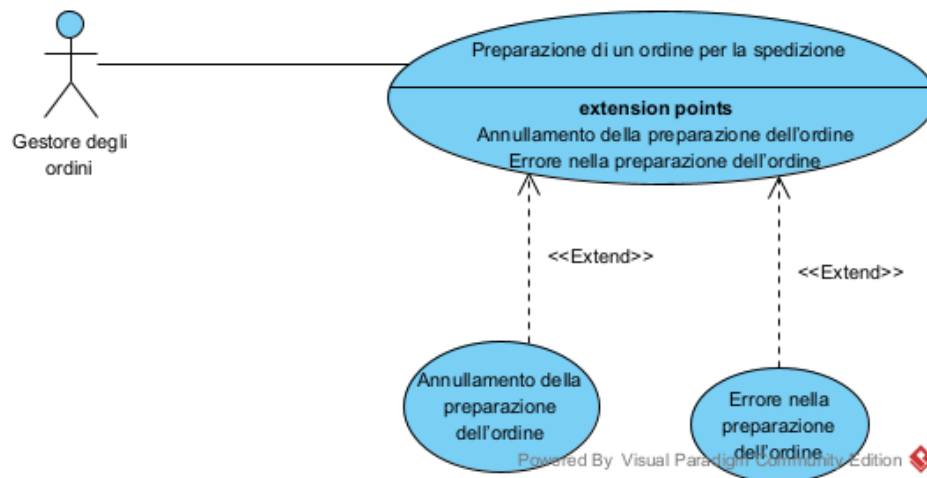 Preparazione di un ordine per la spedizione
extension points
Annullamento della preparazione dell'ordine
Errore nella preparazione dell'ordine
Gestore degli
ordini
<<Extend>>
<<Extend>>
Annullamento della
preparazione
dell'ordine
Errore nella
preparazione
dell'ordine
Powered By Visual Paradigm Community Edition